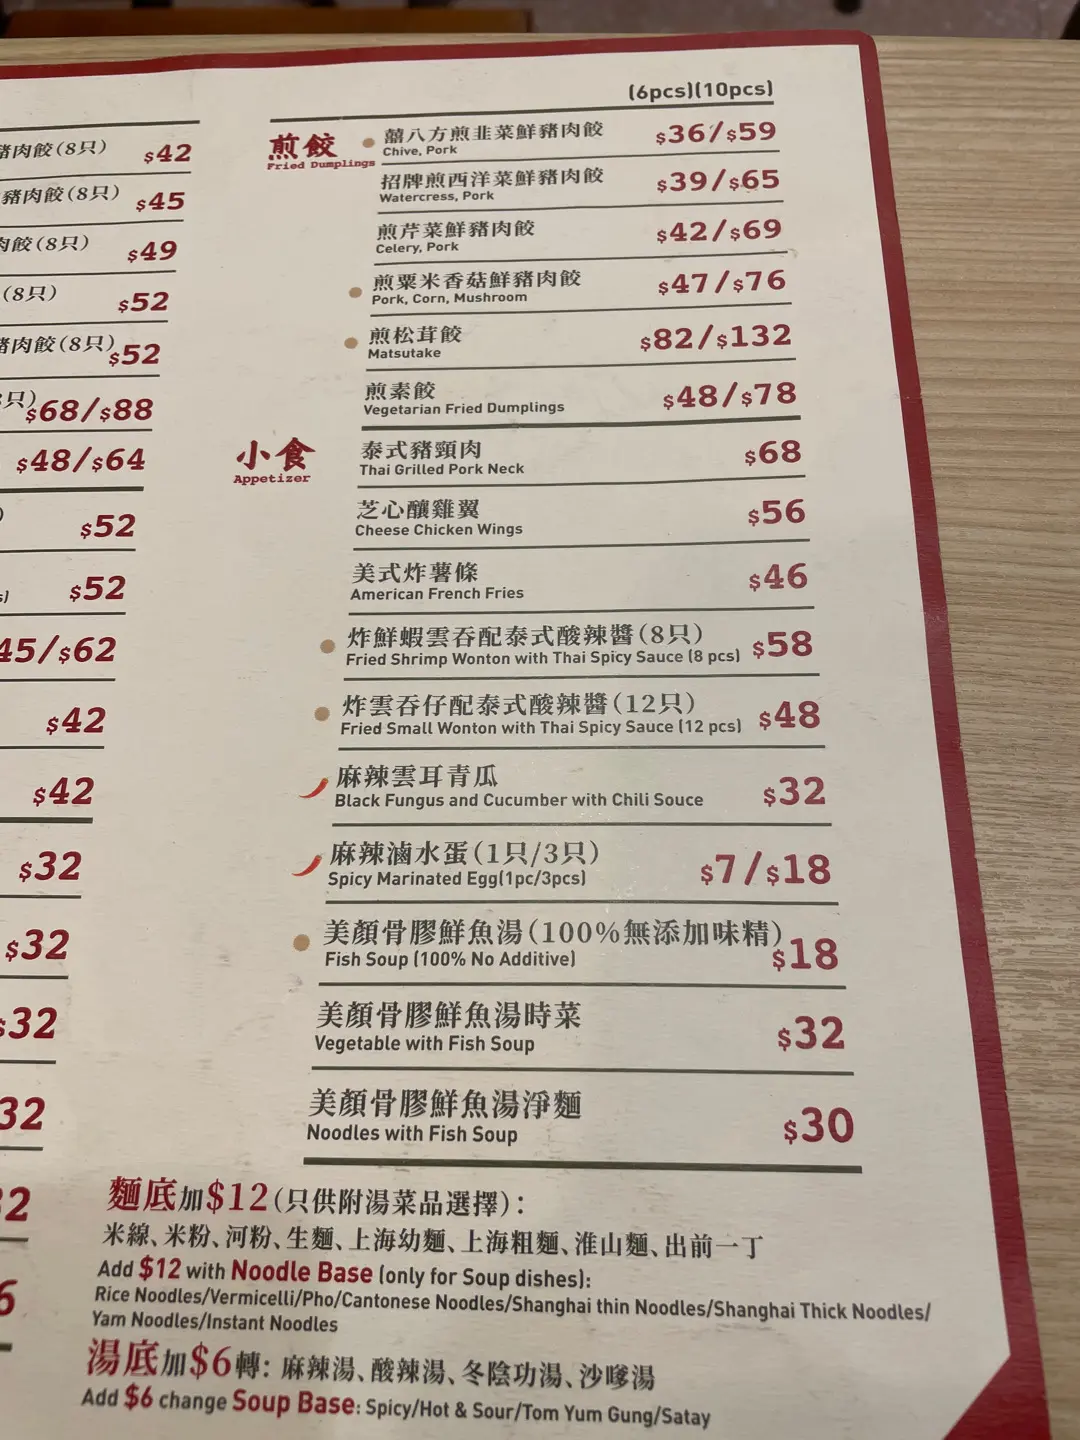 豬肉餃(8只) $42
豬肉餃(8只) $45
肉餃(8只) $49
(8只) $52
豬肉餃(8只) $52
只) $68/$88
$48/$64
) $52
s) $52
45/$62
$42
$42
$32
$32
$32
32
2
6
(6pcs)(10pcs)
煎餃
Fried Dumplings
囍八方煎韭菜鮮豬肉餃 $36/$59
Chive, Pork
招牌煎西洋菜鮮豬肉餃 $39/$65
Watercress, Pork
煎芹菜鮮豬肉餃 $42/$69
Celery, Pork
煎粟米香菇鮮豬肉餃 $47/$76
Pork, Corn, Mushroom
煎松茸餃 $82/$132
Matsutake
煎素餃 $48/$78
Vegetarian Fried Dumplings
小食
Appetizer
泰式豬頸肉 $68
Thai Grilled Pork Neck
芝心釀雞翼 $56
Cheese Chicken Wings
美式炸薯條 $46
American French Fries
炸鮮蝦雲吞配泰式酸辣醬(8只) $58
Fried Shrimp Wonton with Thai Spicy Sauce (8 pcs)
炸雲吞仔配泰式酸辣醬(12只) $48
Fried Small Wonton with Thai Spicy Sauce (12 pcs)
麻辣雲耳青瓜 $32
Black Fungus and Cucumber with Chili Souce
麻辣滷水蛋(1只/3只) $7/$18
Spicy Marinated Egg(1pc/3pcs)
美顏骨膠鮮魚湯(100%無添加味精) $18
Fish Soup (100% No Additive)
美顏骨膠鮮魚湯時菜 $32
Vegetable with Fish Soup
美顏骨膠鮮魚湯淨麵 $30
Noodles with Fish Soup
麵底加$12(只供附湯菜品選擇):
米線、米粉、河粉、生麵、上海幼麵、上海粗麵、淮山麵、出前一丁
Add $12 with Noodle Base (only for Soup dishes):
Rice Noodles/Vermicelli/Pho/Cantonese Noodles/Shanghai thin Noodles/Shanghai Thick Noodles/
Yam Noodles/Instant Noodles
湯底加$6轉: 麻辣湯、酸辣湯、冬陰功湯、沙嗲湯
Add $6 change Soup Base: Spicy/Hot & Sour/Tom Yum Gung/Satay